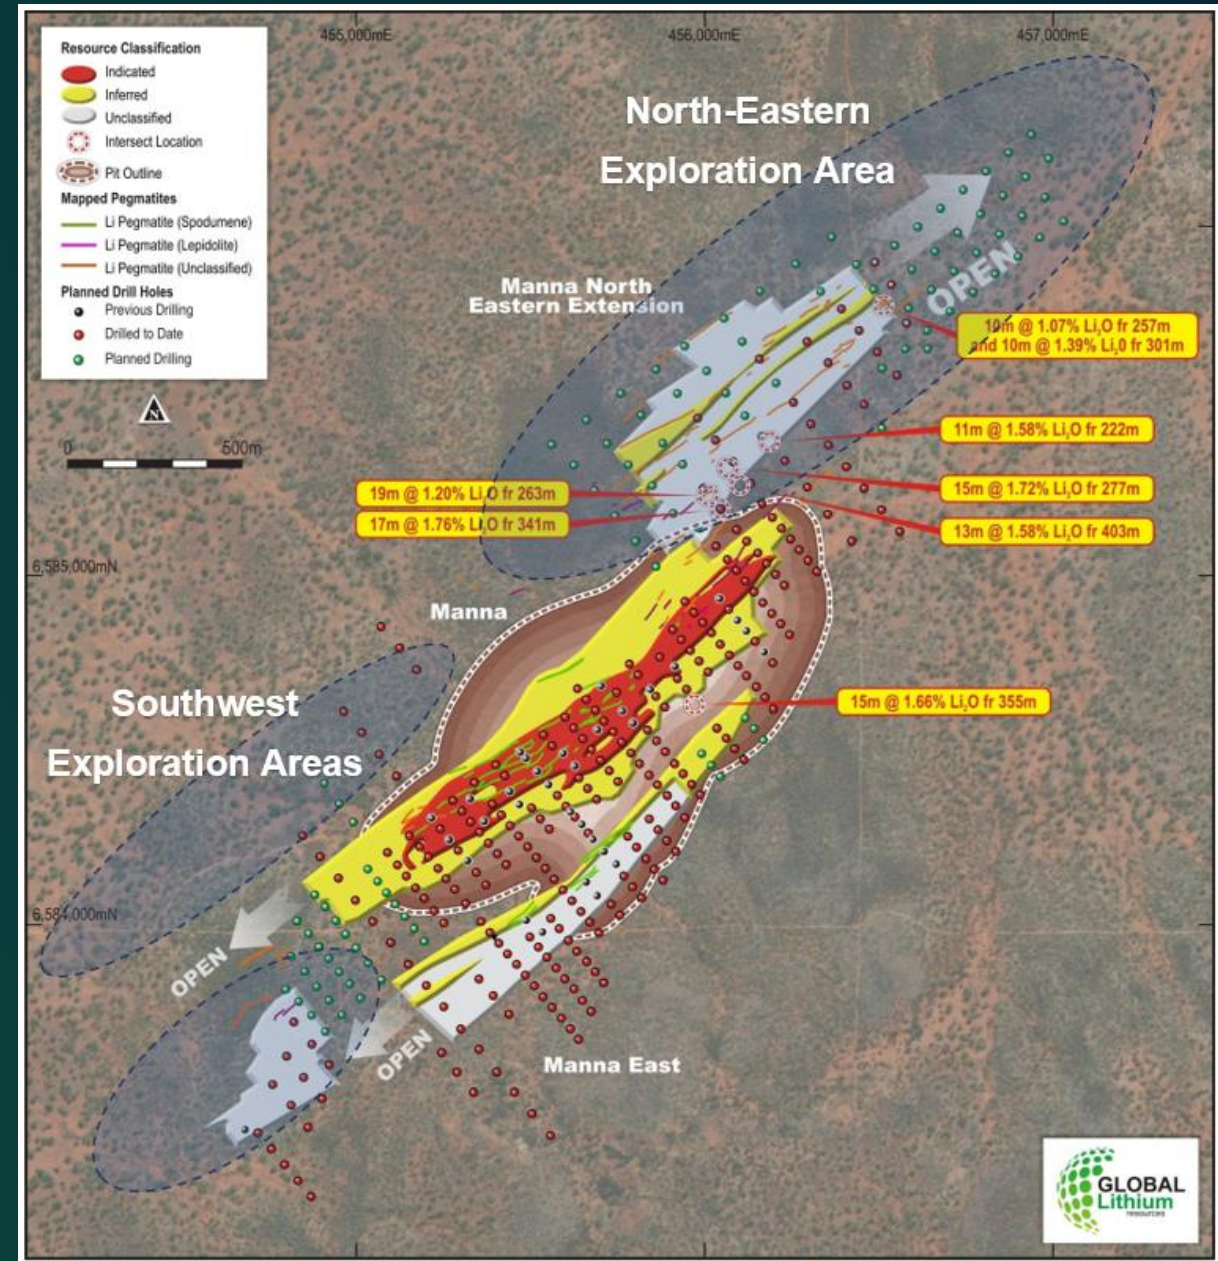 455,000mE
456,000mE
457,000mE
Resource Classification
Indicated
Inferred
Unclassified
Intersect Location
Pit Outline
Mapped Pegmatites
Li Pegmatite (Spodumene)
Li Pegmatite (Lepidolite)
Li Pegmatite (Unclassified)
Planned Drill Holes
Previous Drilling
Drilled to Date
Planned Drilling
N
0 500m
North-Eastern
Exploration Area
OPEN
Manna North
Eastern Extension
10m @ 1.07% Li₂O fr 257m
and 10m @ 1.39% Li₂0 fr 301m
11m @ 1.58% Li₂O fr 222m
15m @ 1.72% Li₂O fr 277m
13m @ 1.58% Li₂O fr 403m
19m @ 1.20% Li₂O fr 263m
17m @ 1.76% Li₂O fr 341m
6,585,000mN
Manna
15m @ 1.66% Li₂O fr 355m
Southwest
Exploration Areas
6,584,000mN
OPEN
OPEN
Manna East
GLOBAL
Lithium
resources